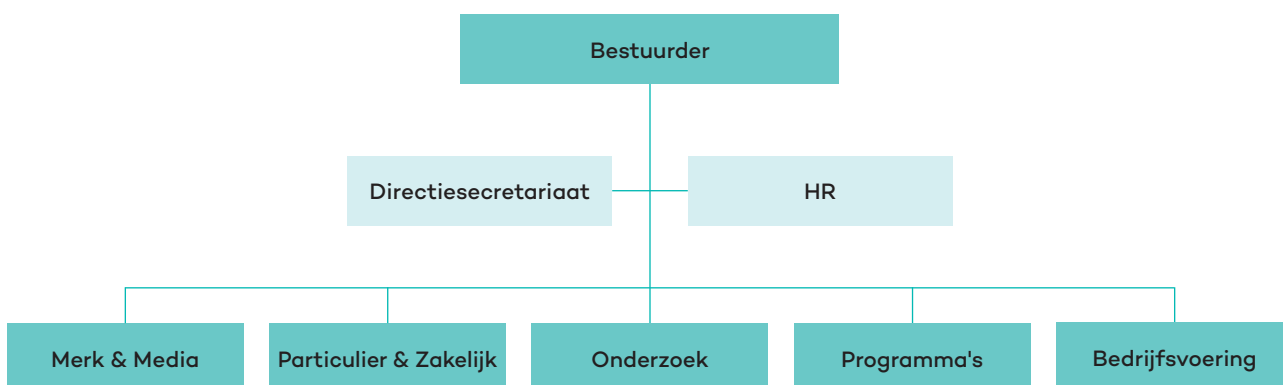 Bestuurder
Directiesecretariaat
HR
Merk & Media
Particulier & Zakelijk
Onderzoek
Programma's
Bedrijfsvoering